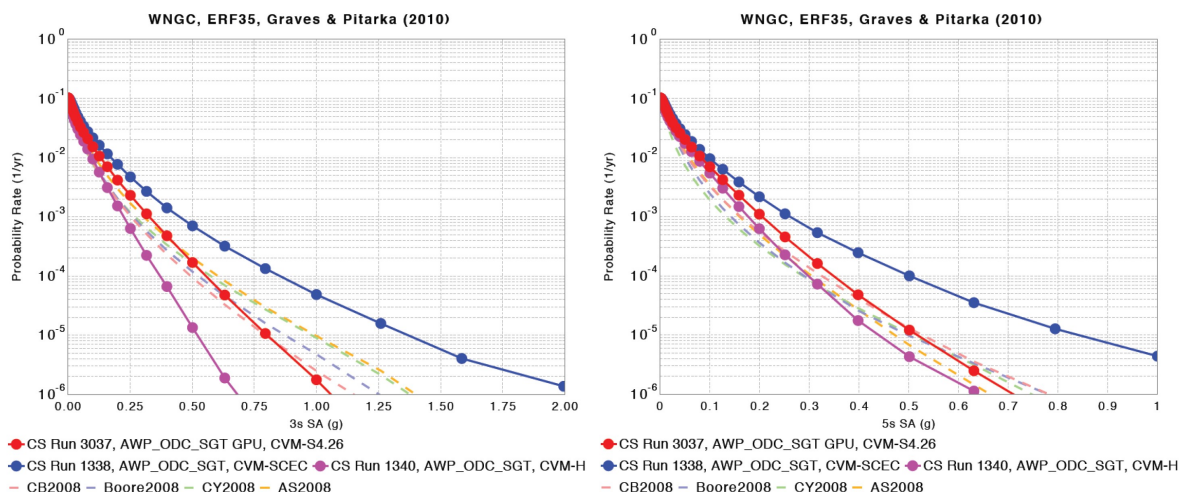 WNGC, ERF35, Graves & Pitarka (2010)
10^0
10^-1
10^-2
10^-3
10^-4
10^-5
10^-6
Probability Rate (1/yr)
0.00 0.25 0.50 0.75 1.00 1.25 1.50 1.75 2.00
3s SA (g)
CS Run 3037, AWP_ODC_SGT GPU, CVM-S4.26
CS Run 1338, AWP_ODC_SGT, CVM-SCEC CS Run 1340, AWP_ODC_SGT, CVM-H
CB2008 Boore2008 CY2008 AS2008
WNGC, ERF35, Graves & Pitarka (2010)
10^0
10^-1
10^-2
10^-3
10^-4
10^-5
10^-6
Probability Rate (1/yr)
0 0.1 0.2 0.3 0.4 0.5 0.6 0.7 0.8 0.9 1
5s SA (g)
CS Run 3037, AWP_ODC_SGT GPU, CVM-S4.26
CS Run 1338, AWP_ODC_SGT, CVM-SCEC CS Run 1340, AWP_ODC_SGT, CVM-H
CB2008 Boore2008 CY2008 AS2008